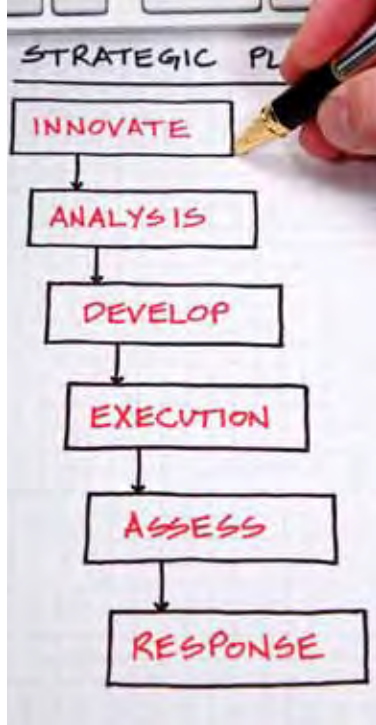 STRATEGIC PL
INNOVATE
ANALYSIS
DEVELOP
EXECUTION
ASSESS
RESPONSE